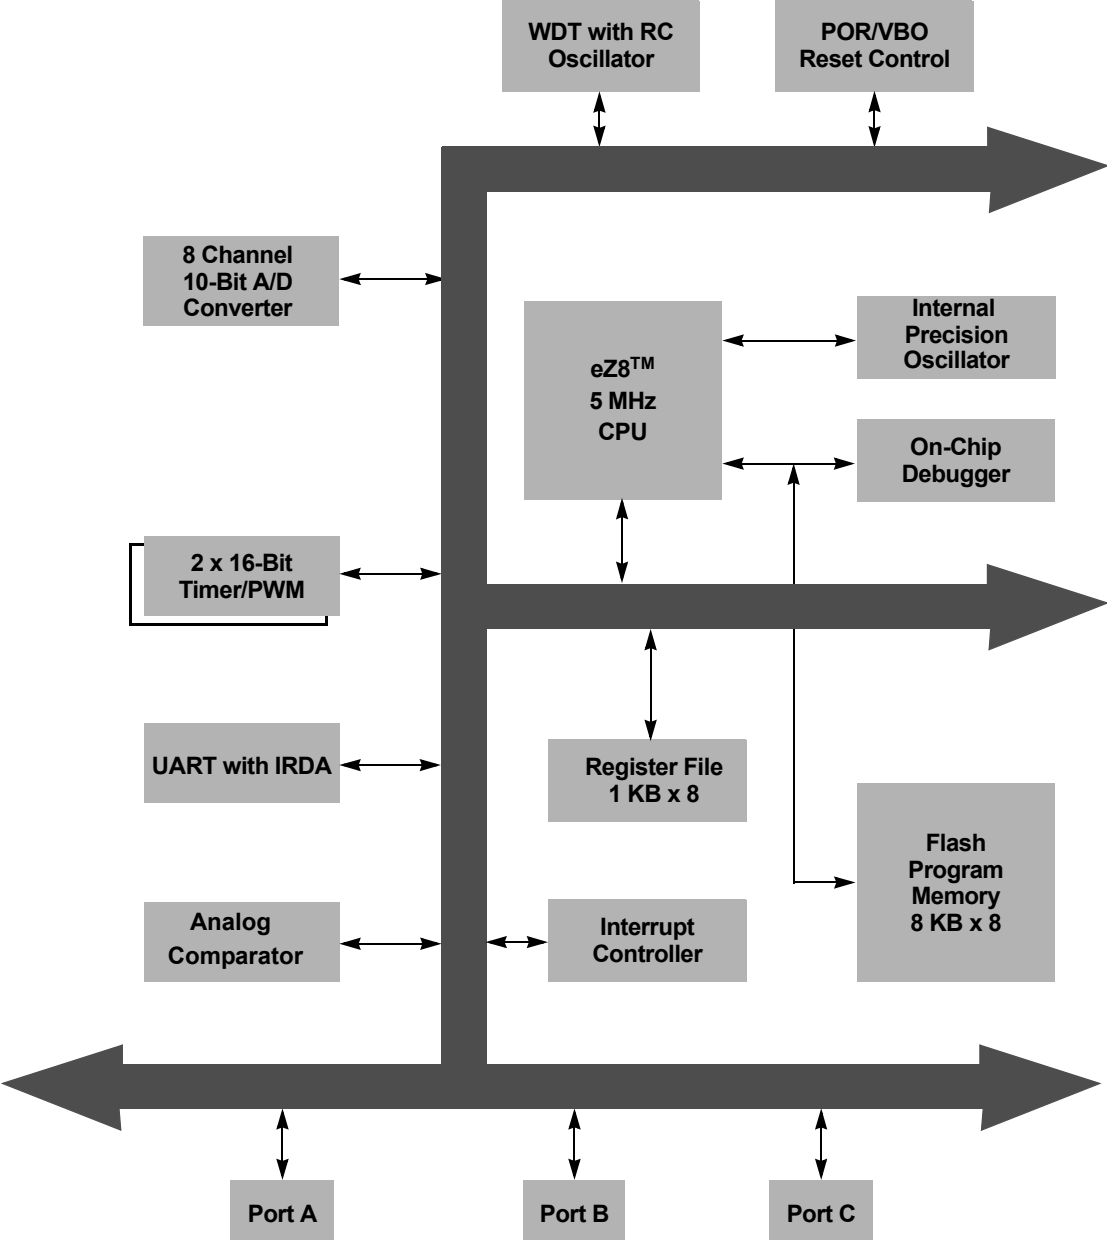 WDT with RC
Oscillator
POR/VBO
Reset Control
8 Channel
10-Bit A/D
Converter
eZ8™
5 MHz
CPU
Internal
Precision
Oscillator
On-Chip
Debugger
2 x 16-Bit
Timer/PWM
UART with IRDA
Register File
1 KB x 8
Flash
Program
Memory
8 KB x 8
Analog
Comparator
Interrupt
Controller
Port A
Port B
Port C